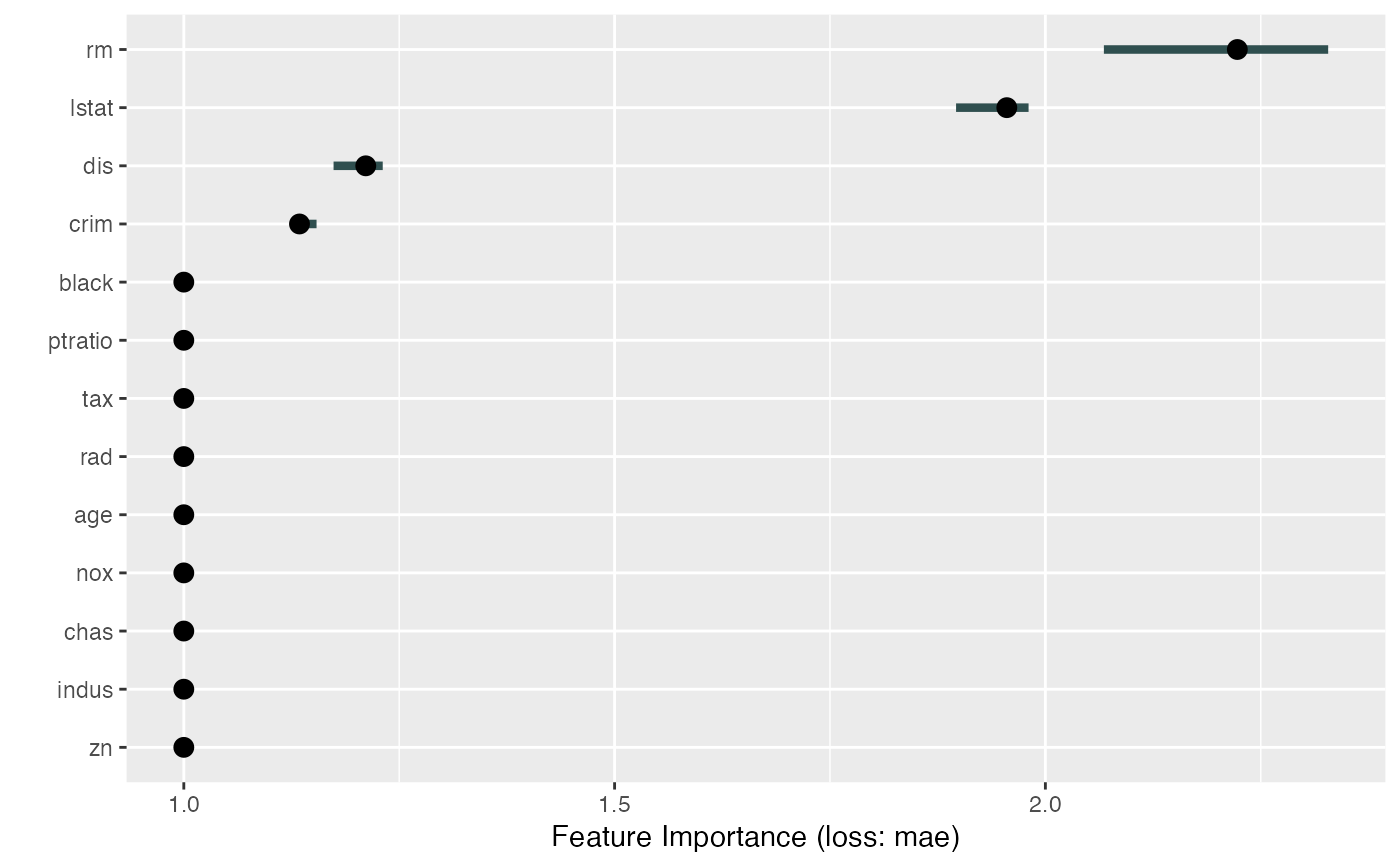 rm
lstat
dis
crim
black
ptratio
tax
rad
age
nox
chas
indus
zn
1.0 1.5 2.0
Feature Importance (loss: mae)